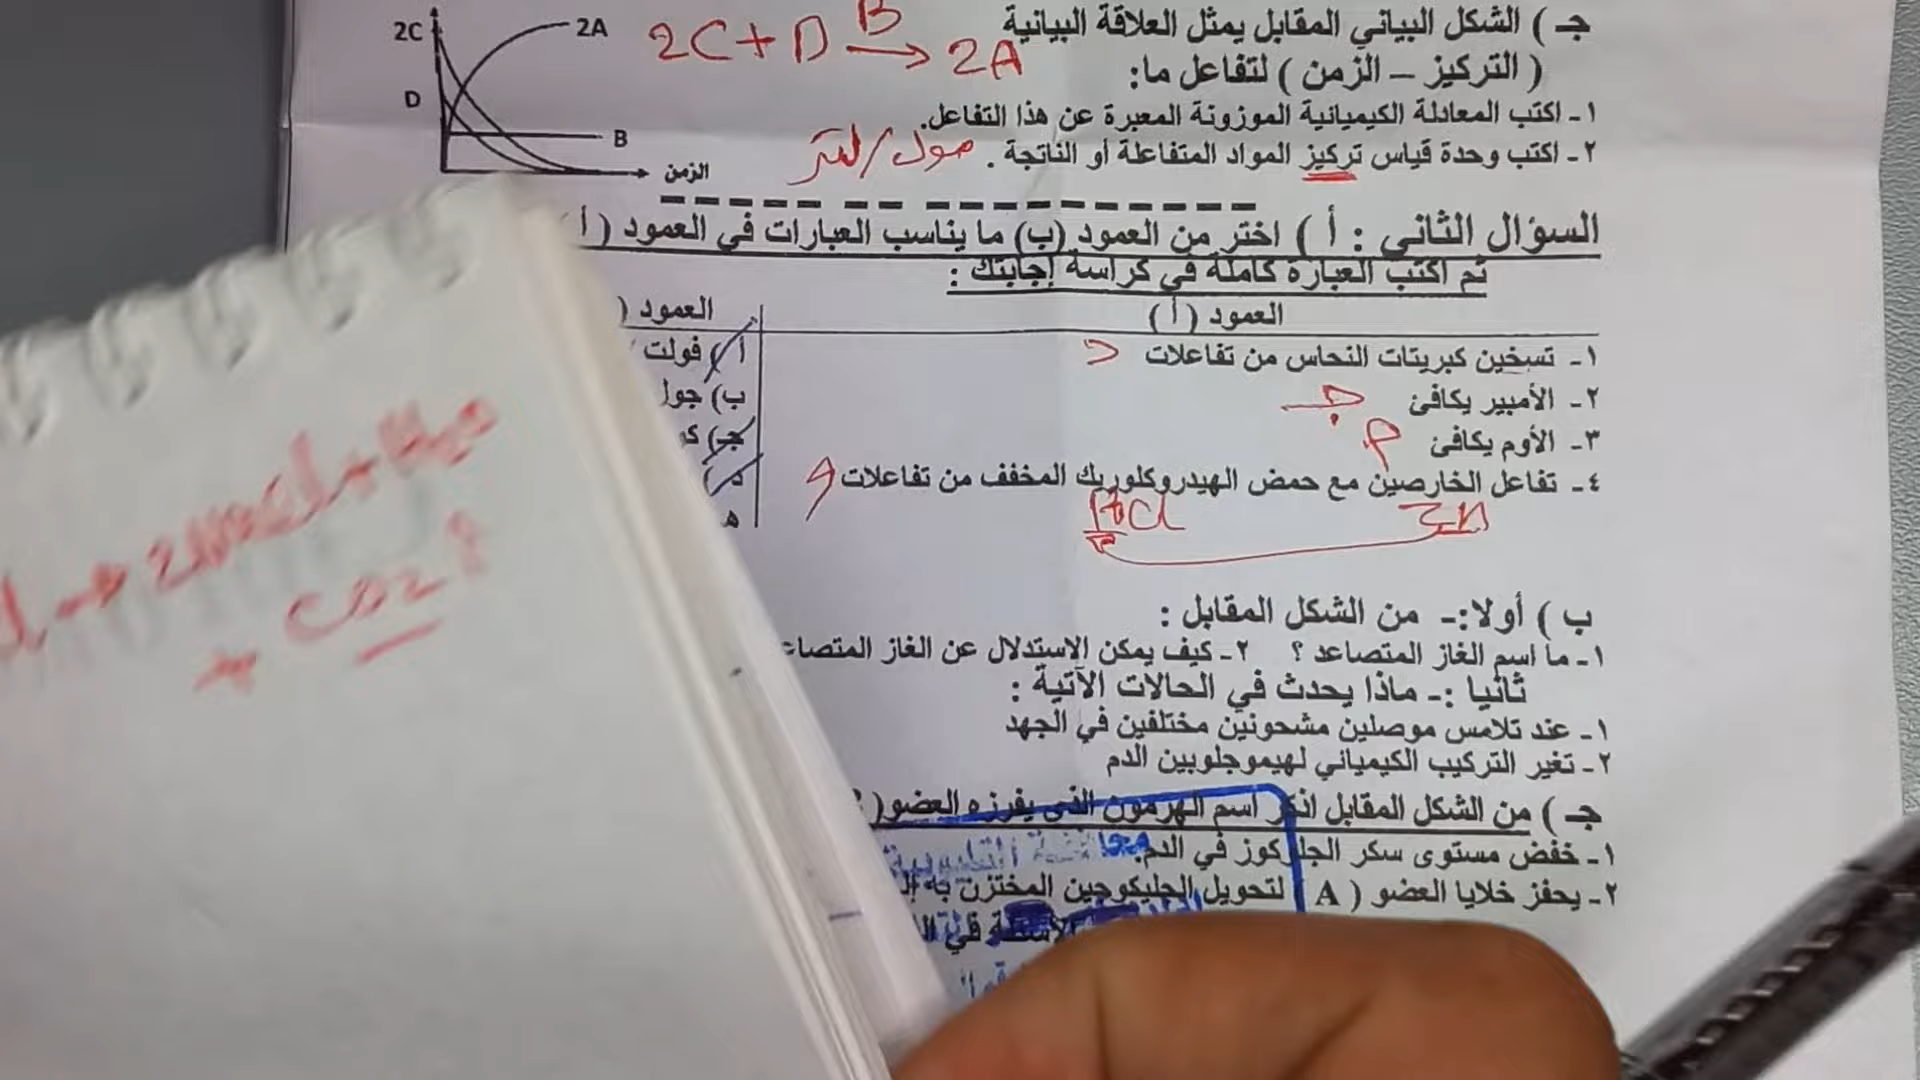 جـ ) الشكل البياني المقابل يمثل العلاقة البيانية
( التركيز – الزمن ) لتفاعل ما:
2C
2A
D
B
الزمن
2C + D B → 2A
١- اكتب المعادلة الكيميائية الموزونة المعبرة عن هذا التفاعل.
٢- اكتب وحدة قياس تركيز المواد المتفاعلة أو الناتجة . مول/لتر
السؤال الثاني : أ ) اختر من العمود (ب) ما يناسب العبارات في العمود ( أ )
ثم اكتب العبارة كاملة في كراسة إجابتك :
العمود ( أ )
العمود (
١- تسخين كبريتات النحاس من تفاعلات
٢- الأمبير يكافئ جـ
٣- الأوم يكافئ
٤- تفاعل الخارصين مع حمض الهيدروكلوريك المخفف من تفاعلات
HCl Zn
أ ) فولت /
ب) جول
جـ)
د )
هـ
ب ) أولا:- من الشكل المقابل :
١- ما اسم الغاز المتصاعد ؟ ٢- كيف يمكن الاستدلال عن الغاز
ثانيا :- ماذا يحدث في الحالات الآتية :
١- عند تلامس موصلين مشحونين مختلفين في الجهد
٢- تغير التركيب الكيميائي لهيموجلوبين الدم
جـ ) من الشكل المقابل اذكر اسم الهرمون الذى يفرزه العضو(
١- خفض مستوى سكر الجلوكوز في الدم.
٢- يحفز خلايا العضو ( A ) لتحويل الجليكوجين المختزن به